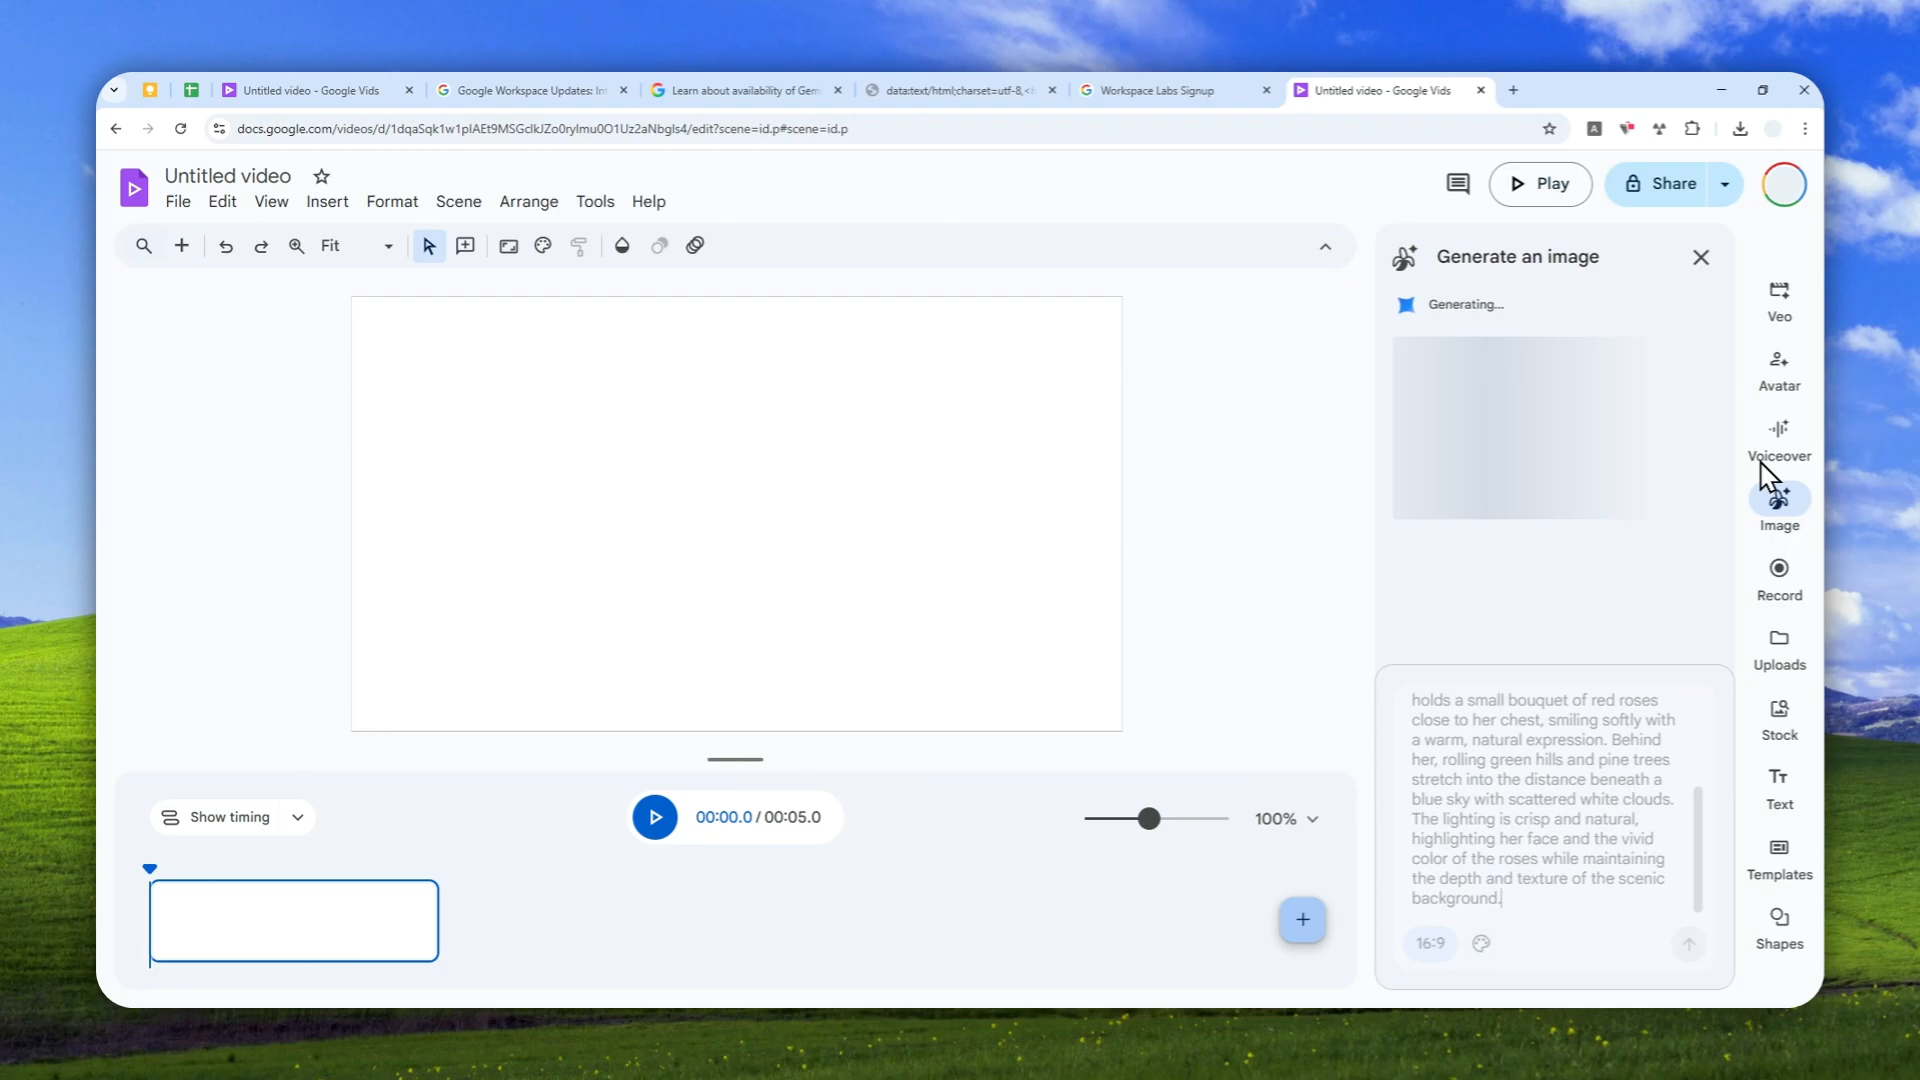 Untitled video - Google Vids
Google Workspace Updates: In
Learn about availability of Gem
data:text/html;charset=utf-8,<h
Workspace Labs Signup
Untitled video - Google Vids
docs.google.com/videos/d/1dqaSqk1w1plAEt9MSGclkJZo0rylmu0O1Uz2aNbgls4/edit?scene=id.p#scene=id.p
Untitled video
Play
Share
File Edit View Insert Format Scene Arrange Tools Help
Fit
Generate an image
Generating...
Veo
Avatar
Voiceover
Image
Record
Uploads
Stock
Text
Templates
Shapes
holds a small bouquet of red roses
close to her chest, smiling softly with
a warm, natural expression. Behind
her, rolling green hills and pine trees
stretch into the distance beneath a
blue sky with scattered white clouds.
The lighting is crisp and natural,
highlighting her face and the vivid
color of the roses while maintaining
the depth and texture of the scenic
background.
16:9
Show timing
00:00.0 / 00:05.0
100%